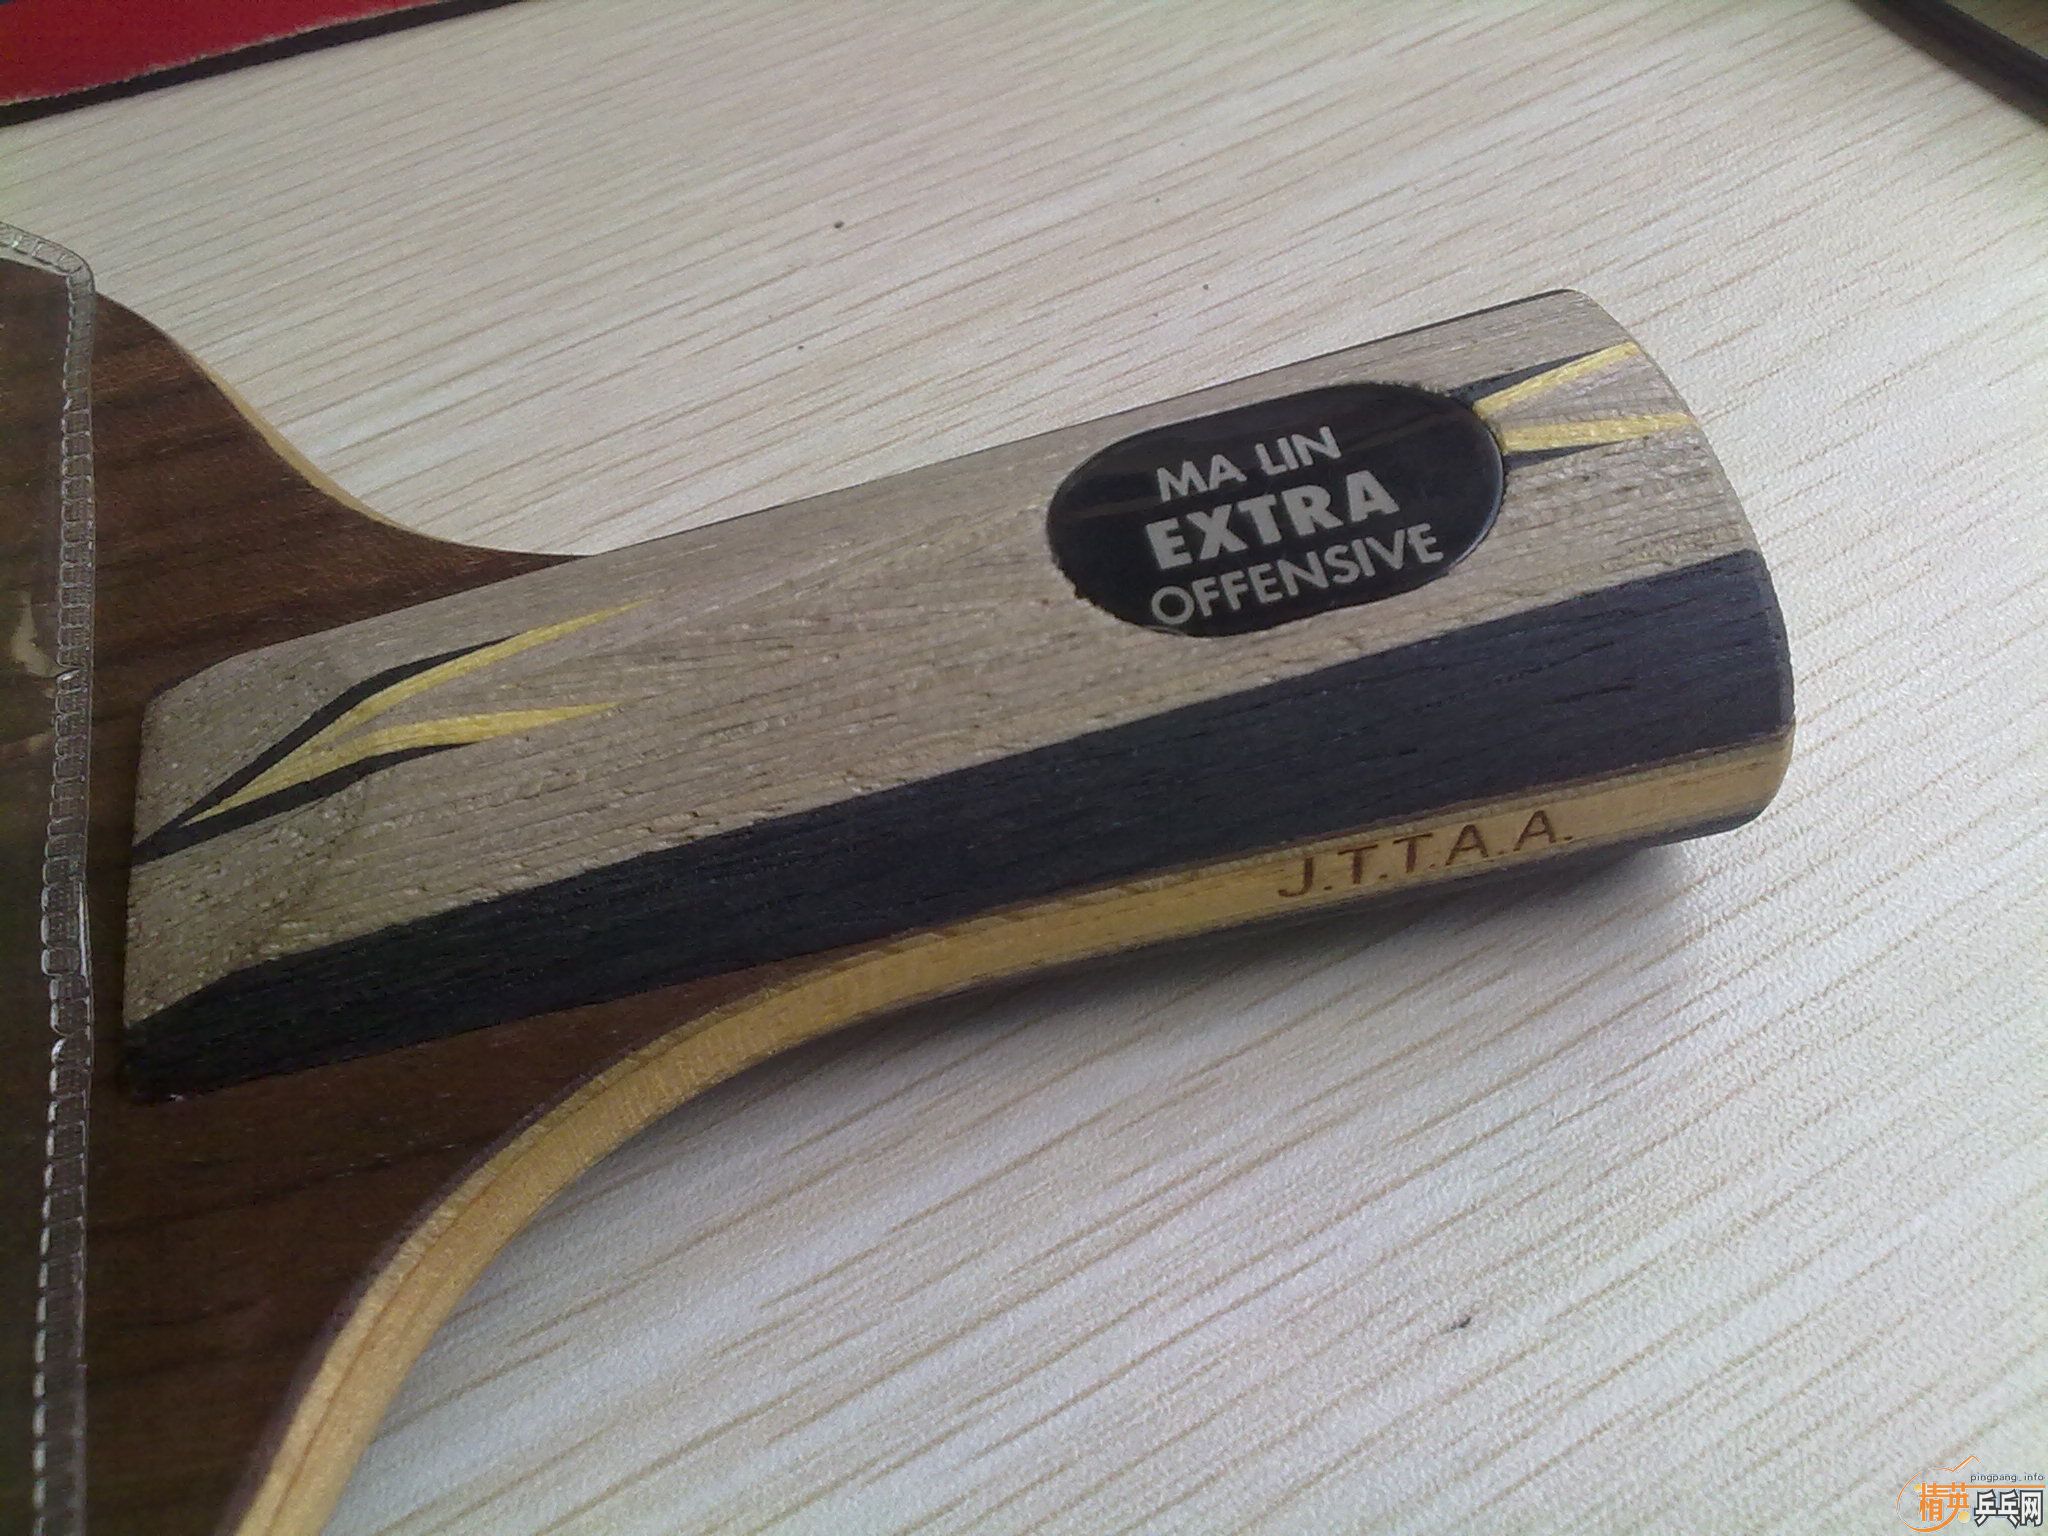 MA LIN
EXTRA
OFFENSIVE
J.T.T.A.A.
pingpang.info
精英乒乓网